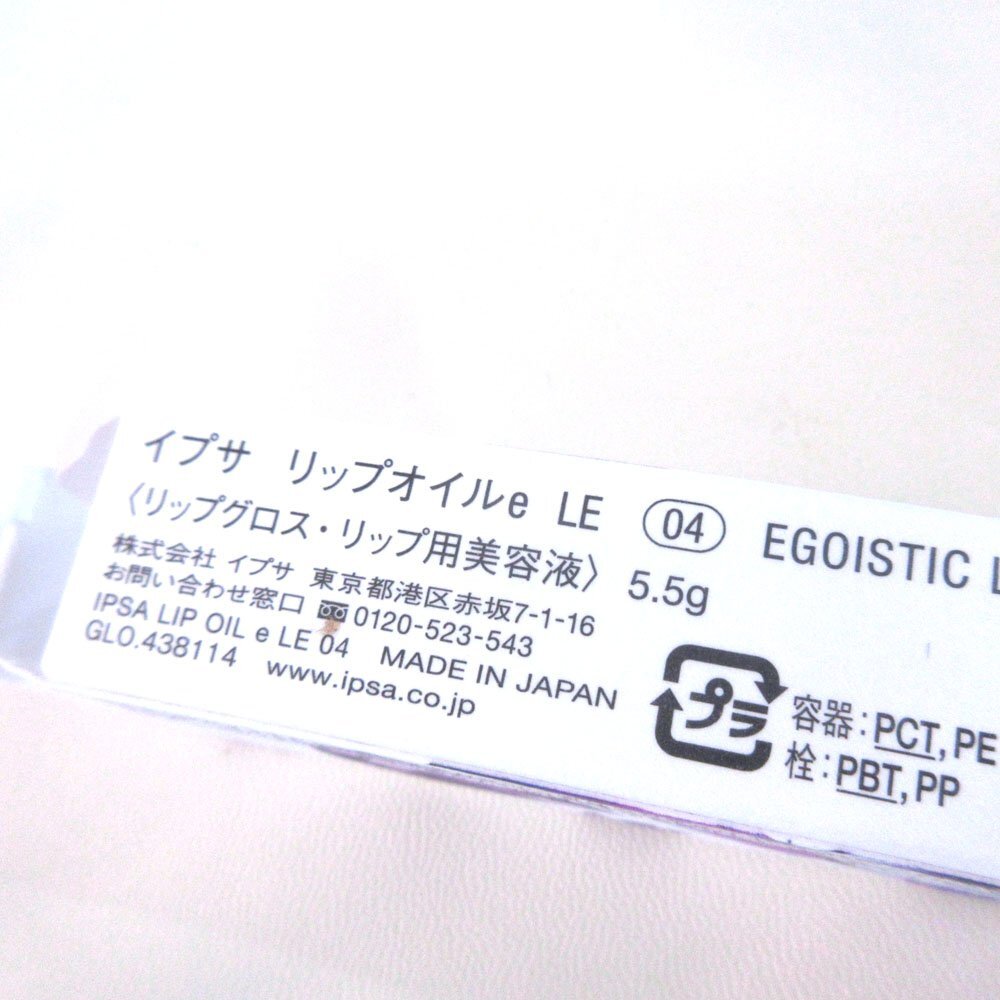 イプサ リップオイルe LE 04 EGOISTIC
〈リップグロス・リップ用美容液〉 5.5g
株式会社 イプサ 東京都港区赤坂7-1-16
お問い合わせ窓口 0120-523-543
IPSA LIP OIL e LE 04 MADE IN JAPAN
GLO.438114 www.ipsa.co.jp
プラ
容器：PCT, PE
栓：PBT, PP